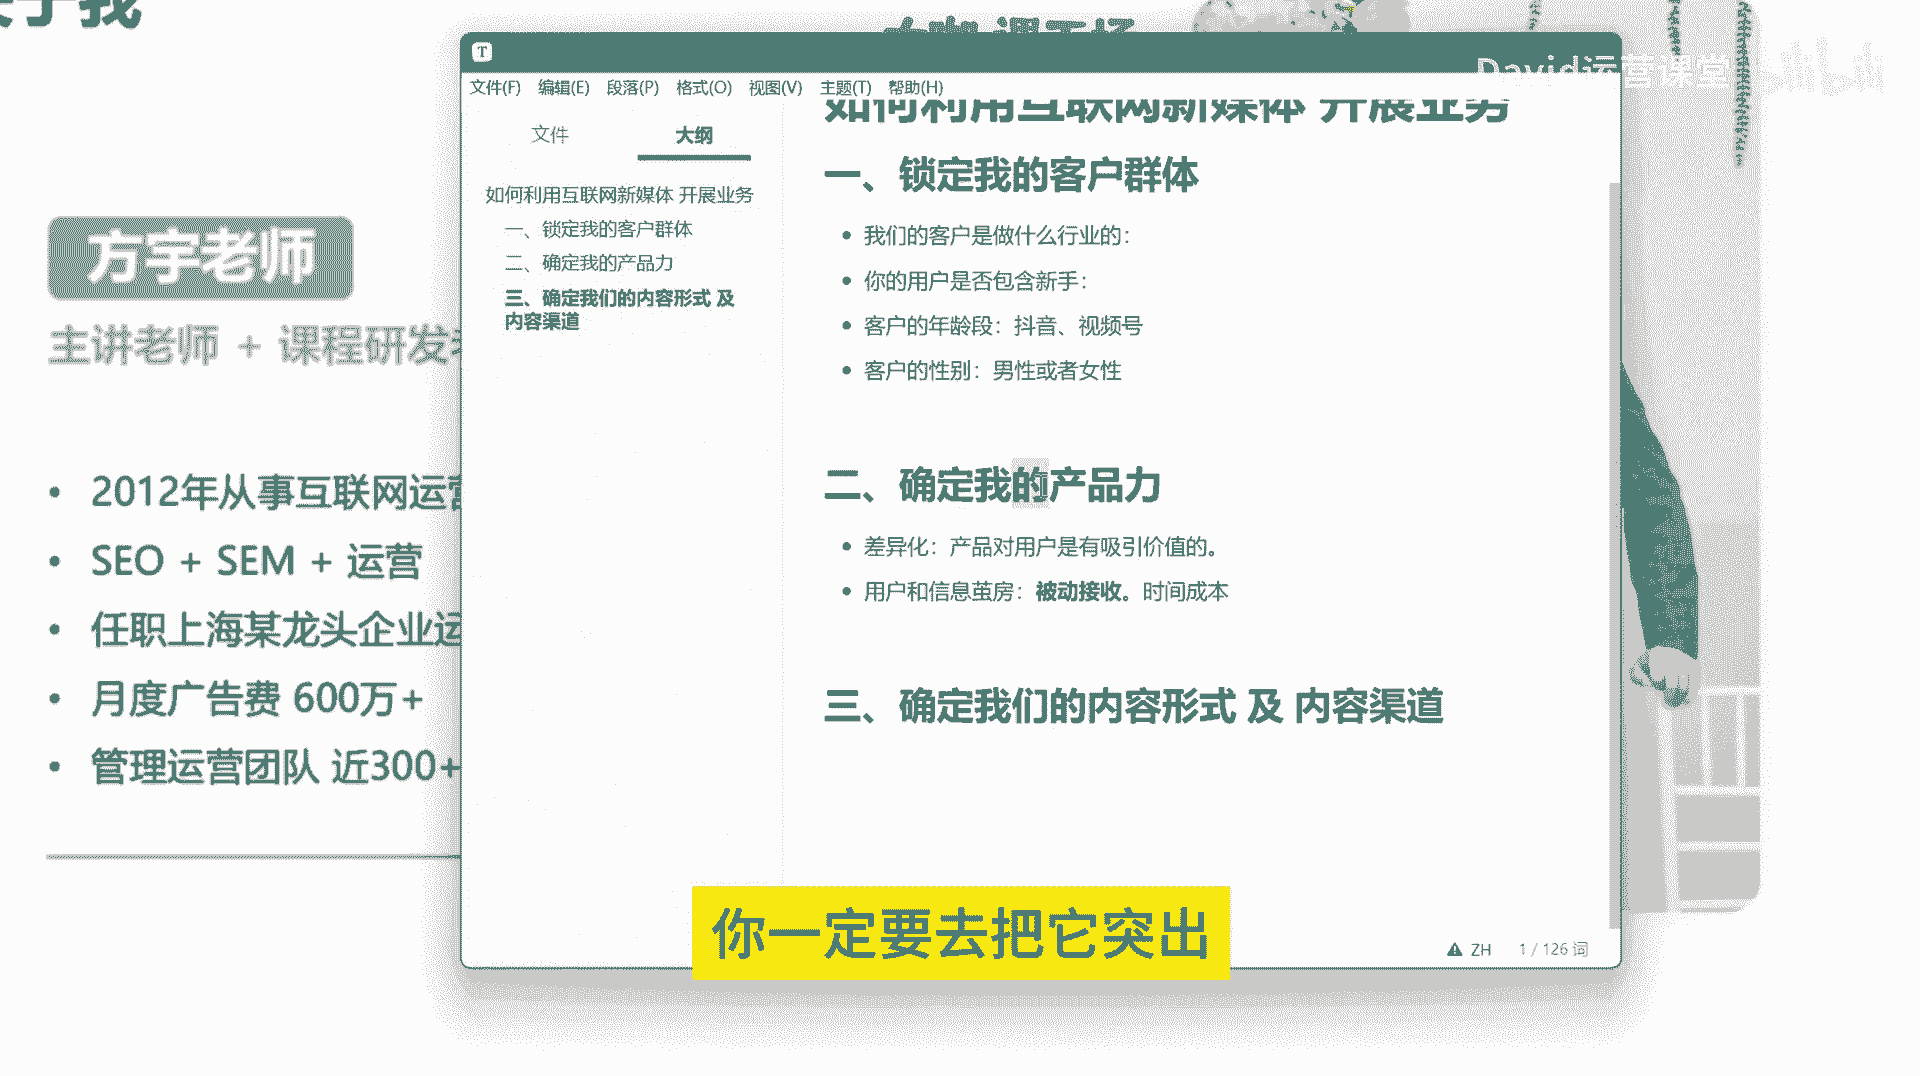 关于我
方宇老师
主讲老师 + 课程研发
2012年从事互联网运营
SEO + SEM + 运营
任职上海某龙头企业运
月度广告费 600万+
管理运营团队 近300+
David运营课堂
bilibili
T
文件(F) 编辑(E) 段落(P) 格式(O) 视图(V) 主题(T) 帮助(H)
文件 大纲
如何利用互联网新媒体 开展业务
一、锁定我的客户群体
二、确定我的产品力
三、确定我们的内容形式 及
内容渠道
如何利用互联网新媒体 开展业务
一、锁定我的客户群体
我们的客户是做什么行业的：
你的用户是否包含新手：
客户的年龄段：抖音、视频号
客户的性别：男性或者女性
二、确定我的产品力
差异化：产品对用户是有吸引价值的。
用户和信息茧房：被动接收。时间成本
三、确定我们的内容形式 及 内容渠道
ZH 1 / 126 词
你一定要去把它突出